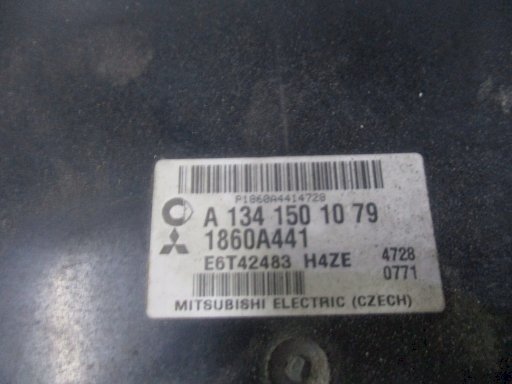 P1860A4414728
A 134 150 10 79
1860A441
E6T42483 H4ZE 4728
0771
MITSUBISHI ELECTRIC (CZECH)